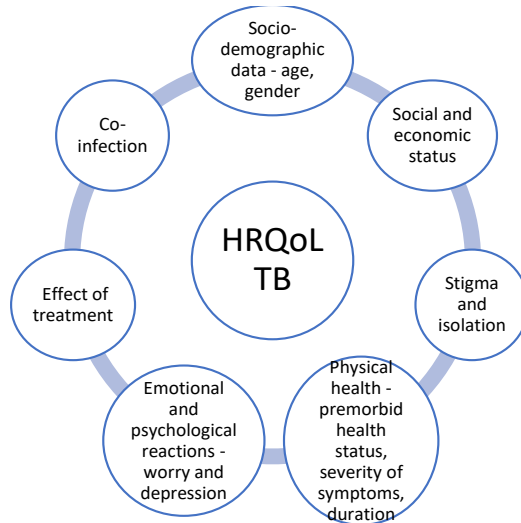 Socio-
demographic
data - age,
gender
Social and
economic
status
Stigma
and
isolation
Physical health -
premorbid
health
status,
severity of
symptoms,
duration
Emotional
and
psychological
reactions -
worry and
depression
Effect of
treatment
Co-
infection
HRQoL
TB